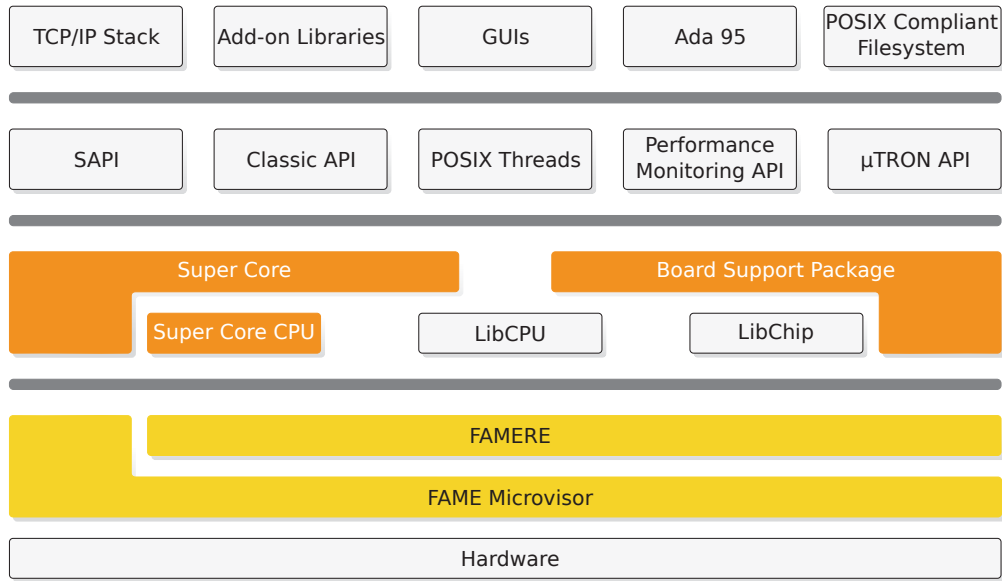 TCP/IP Stack
Add-on Libraries
GUIs
Ada 95
POSIX Compliant
Filesystem
SAPI
Classic API
POSIX Threads
Performance
Monitoring API
µTRON API
Super Core
Board Support Package
Super Core CPU
LibCPU
LibChip
FAMERE
FAME Microvisor
Hardware